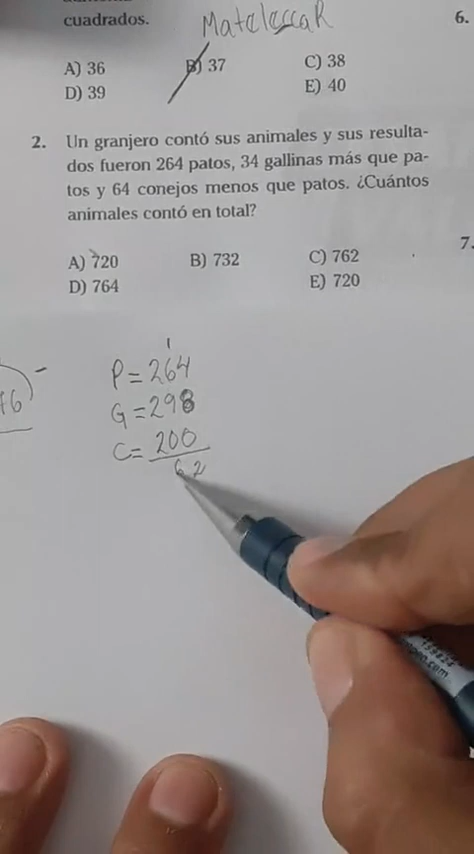 cuadrados.
MateleccaR
6.
A) 36
B) 37
C) 38
D) 39
E) 40
2. Un granjero contó sus animales y sus resulta-
dos fueron 264 patos, 34 gallinas más que pa-
tos y 64 conejos menos que patos. ¿Cuántos
animales contó en total?
7.
A) 720
B) 732
C) 762
D) 764
E) 720
1
P=264
G=298
C=200
62